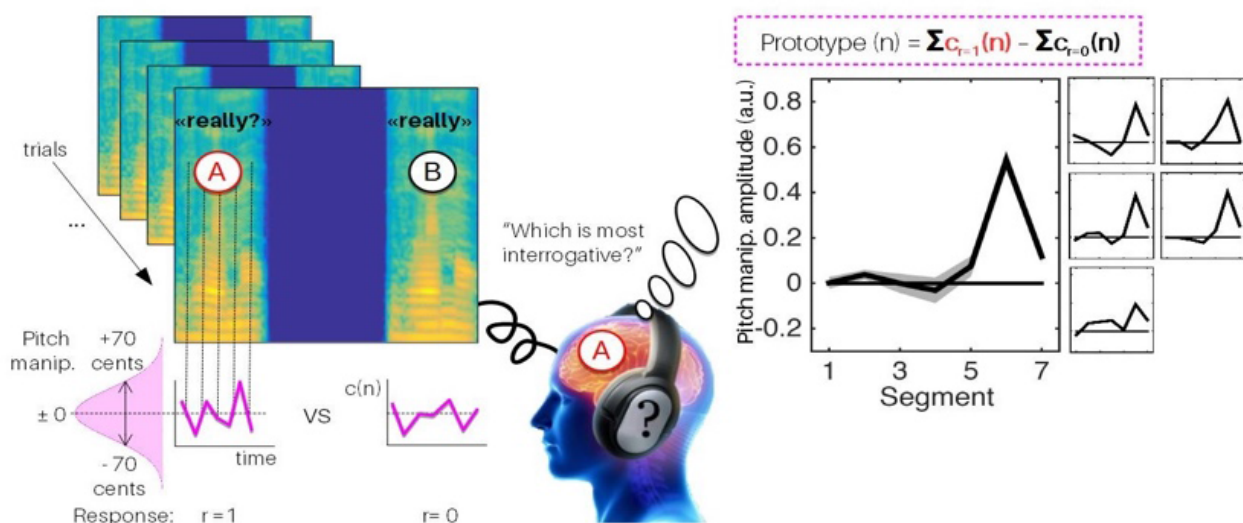 «really?»
«really»
A
B
trials
...
"Which is most
interrogative?"
A
?
Pitch
manip.
+70
cents
± 0
- 70
cents
time
VS
c(n)
Response:
r = 1
r= 0
Prototype (n) = Σc_{r=1}(n) - Σc_{r=0}(n)
Pitch manip. amplitude (a.u.)
0.8
0.6
0.4
0.2
0
-0.2
1
3
5
7
Segment